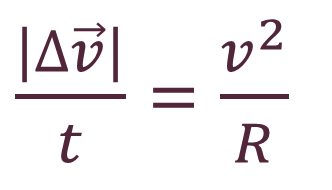 |Δv⃗| / t = v² / R